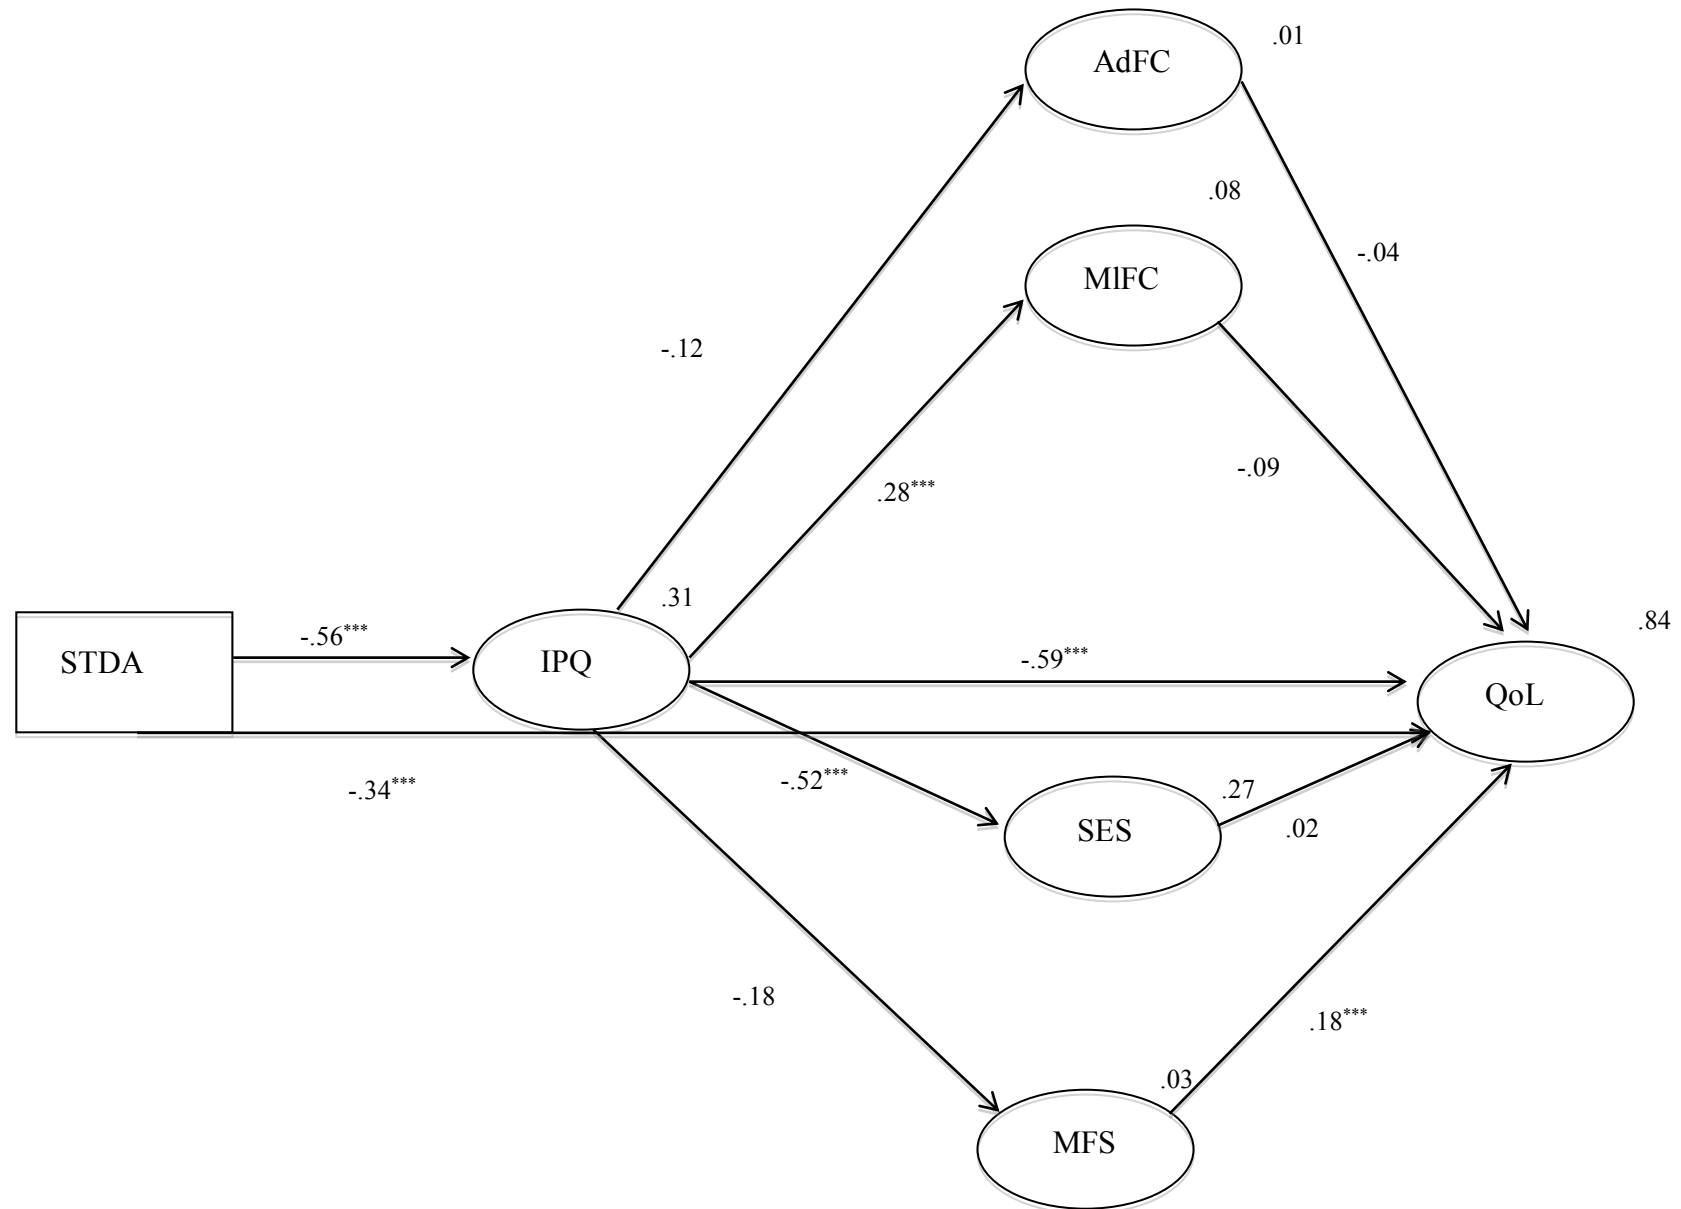 .01
AdFC
.08
-.04
MlFC
-.12
-.09
.28***
.31
.84
-.56***
STDA
IPQ
-.59***
QoL
-.52***
-.34***
.27
SES
.02
-.18
.18***
.03
MFS